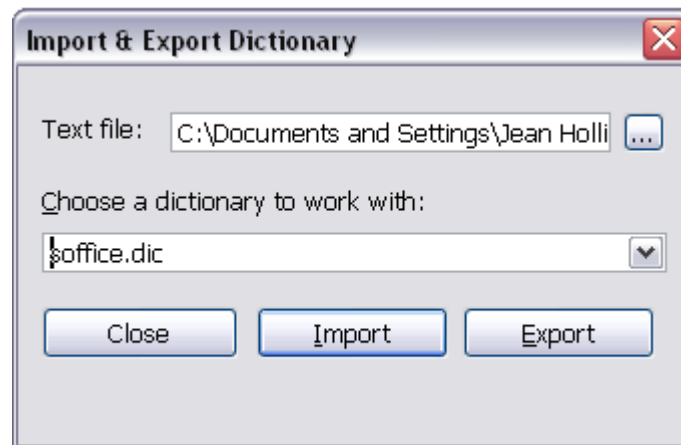 Import & Export Dictionary
Text file: C:\Documents and Settings\Jean Holli ...
Choose a dictionary to work with:
soffice.dic
Close Import Export